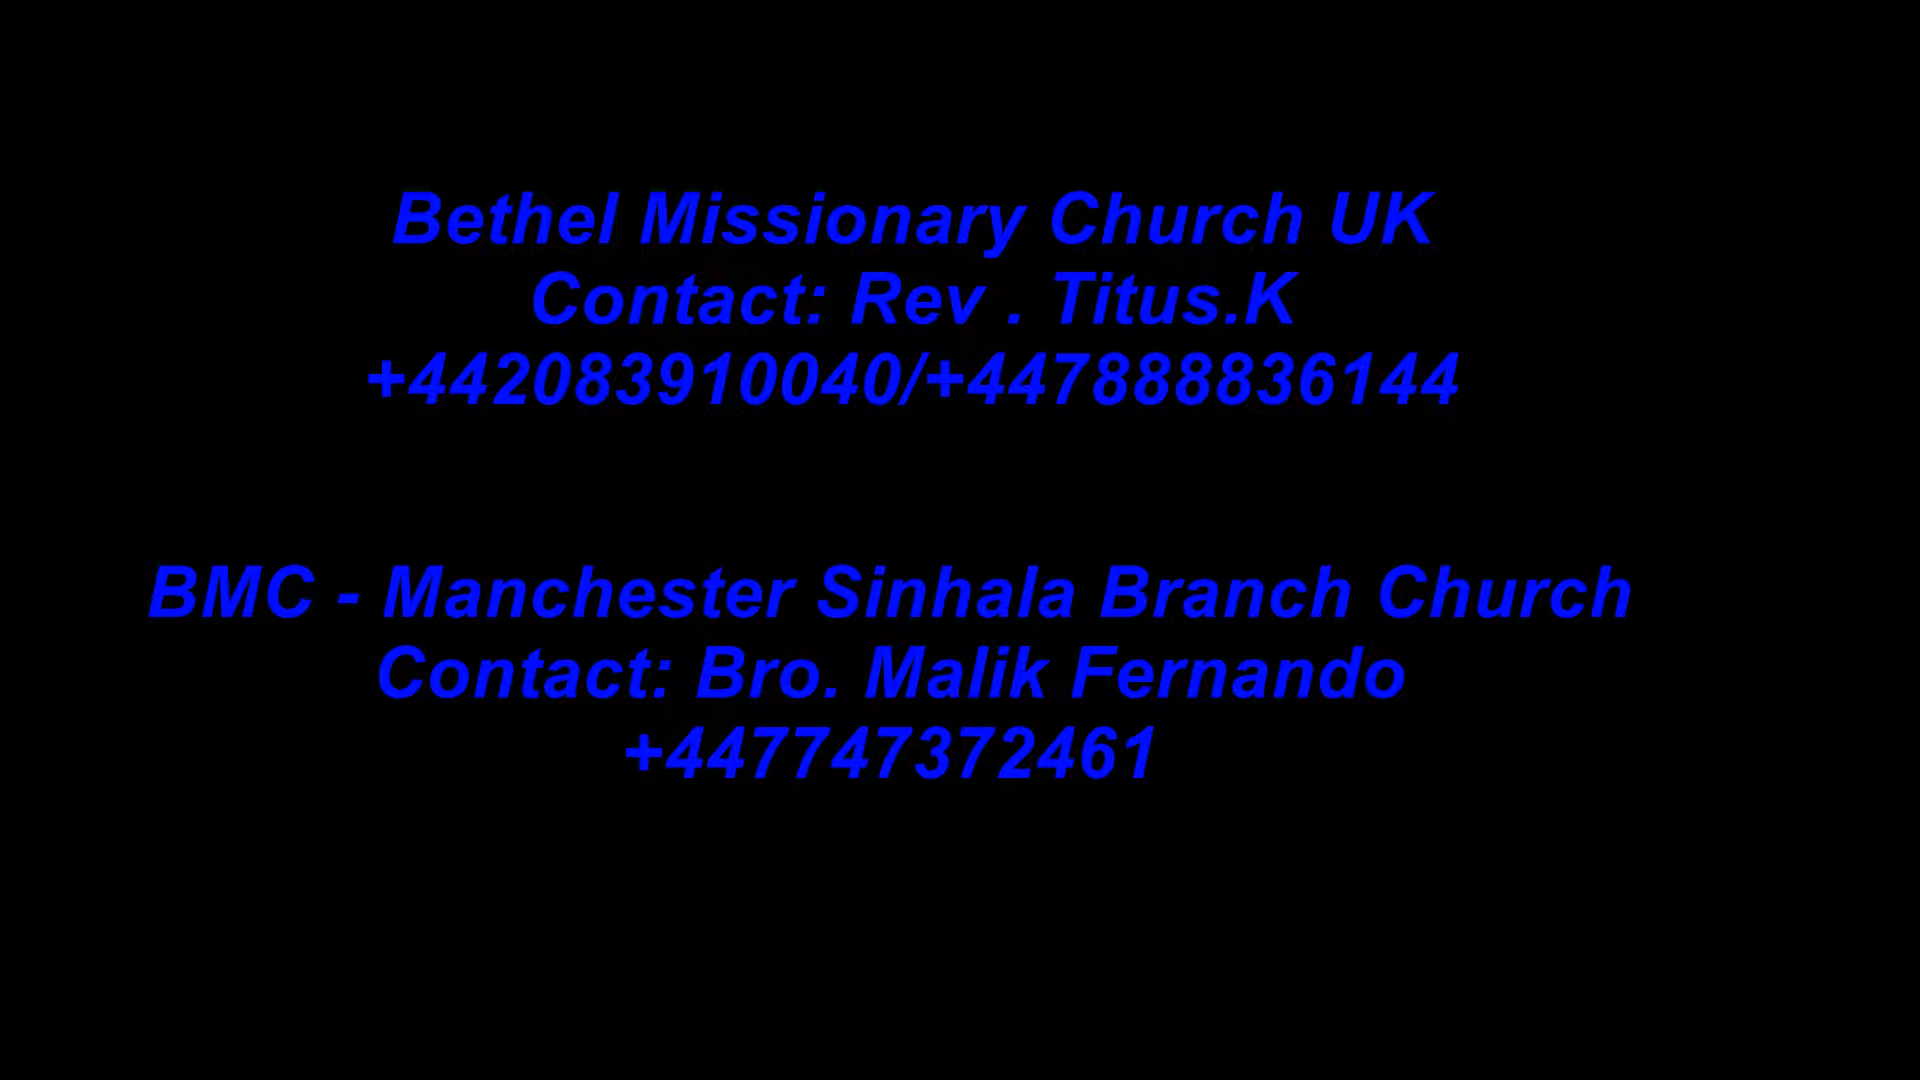 Bethel Missionary Church UK
Contact: Rev . Titus.K
+442083910040/+447888836144
BMC - Manchester Sinhala Branch Church
Contact: Bro. Malik Fernando
+447747372461